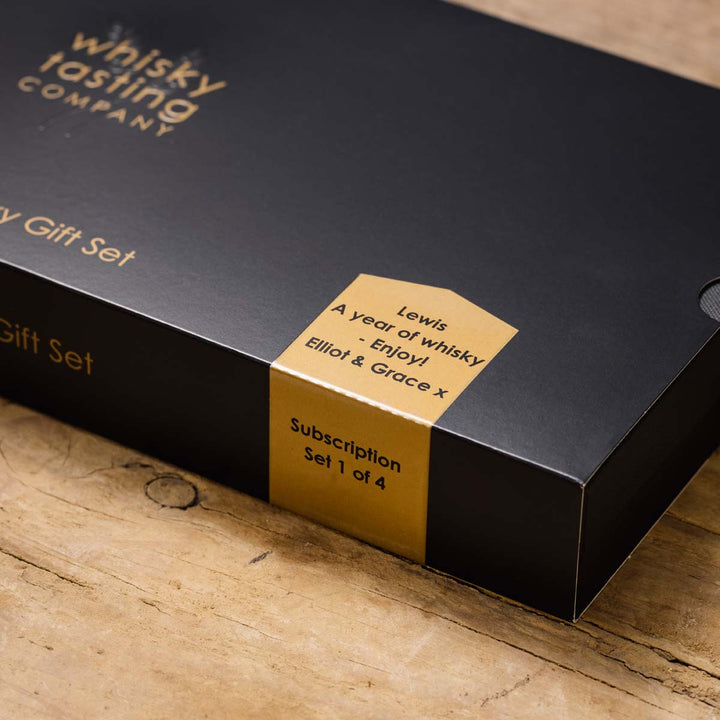 whisky
tasting
COMPANY
Gift Set
Gift Set
Lewis
A year of whisky
- Enjoy!
Elliot & Grace x
Subscription
Set 1 of 4